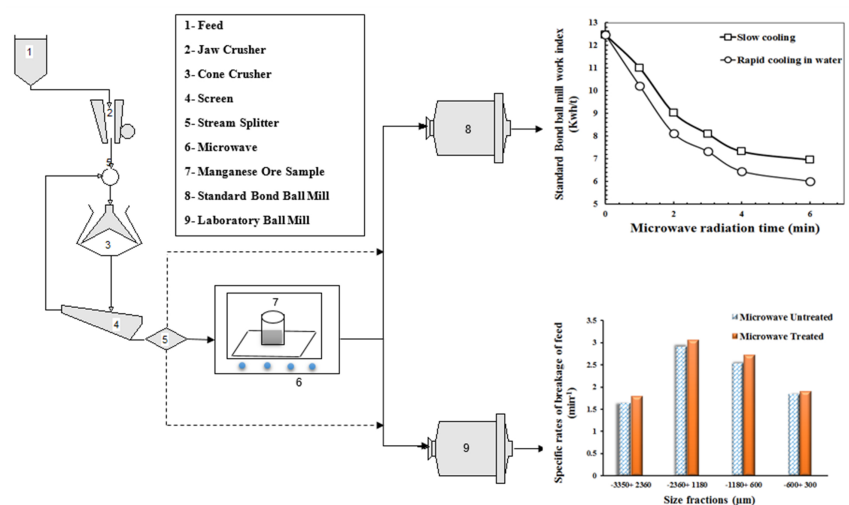 1- Feed
2- Jaw Crusher
3- Cone Crusher
4- Screen
5- Stream Splitter
6- Microwave
7- Manganese Ore Sample
8- Standard Bond Ball Mill
9- Laboratory Ball Mill
1
2
3
4
5
6
7
8
9
Standard Bond ball mill work index
(Kwh/t)
13
12
11
10
9
8
7
6
5
Slow cooling
Rapid cooling in water
0
2
4
6
Microwave radiation time (min)
Specific rates of breakage of feed
(min-1)
3.5
3
2.5
2
1.5
1
0.5
0
Microwave Untreated
Microwave Treated
-3350+ 2360
-2360+ 1180
-1180+ 600
-600+ 300
Size fractions (µm)